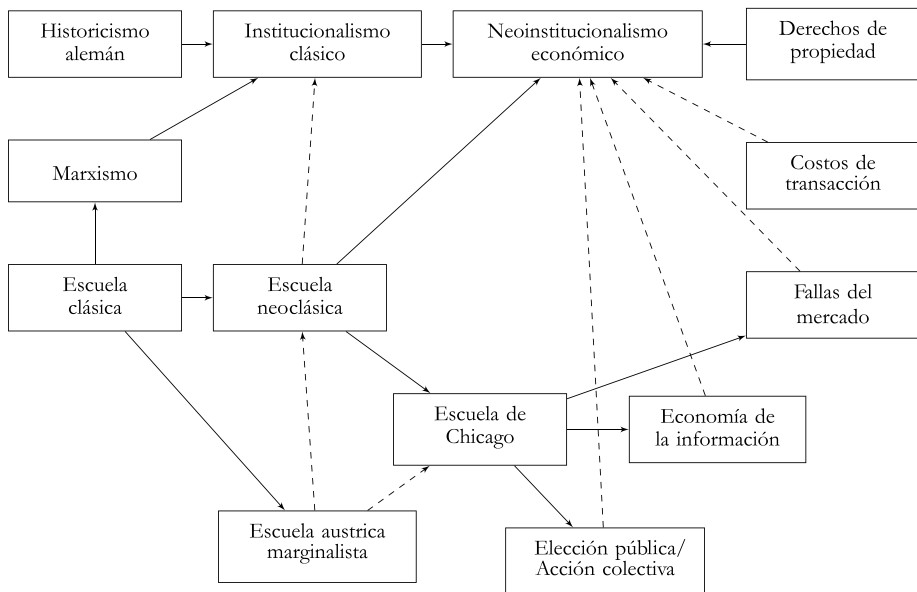 Historicismo
alemán
Institucionalismo
clásico
Neoinstitucionalismo
económico
Derechos de
propiedad
Marxismo
Costos de
transacción
Escuela
clásica
Escuela
neoclásica
Fallas del
mercado
Escuela de
Chicago
Economía de
la información
Escuela austrica
marginalista
Elección pública/
Acción colectiva